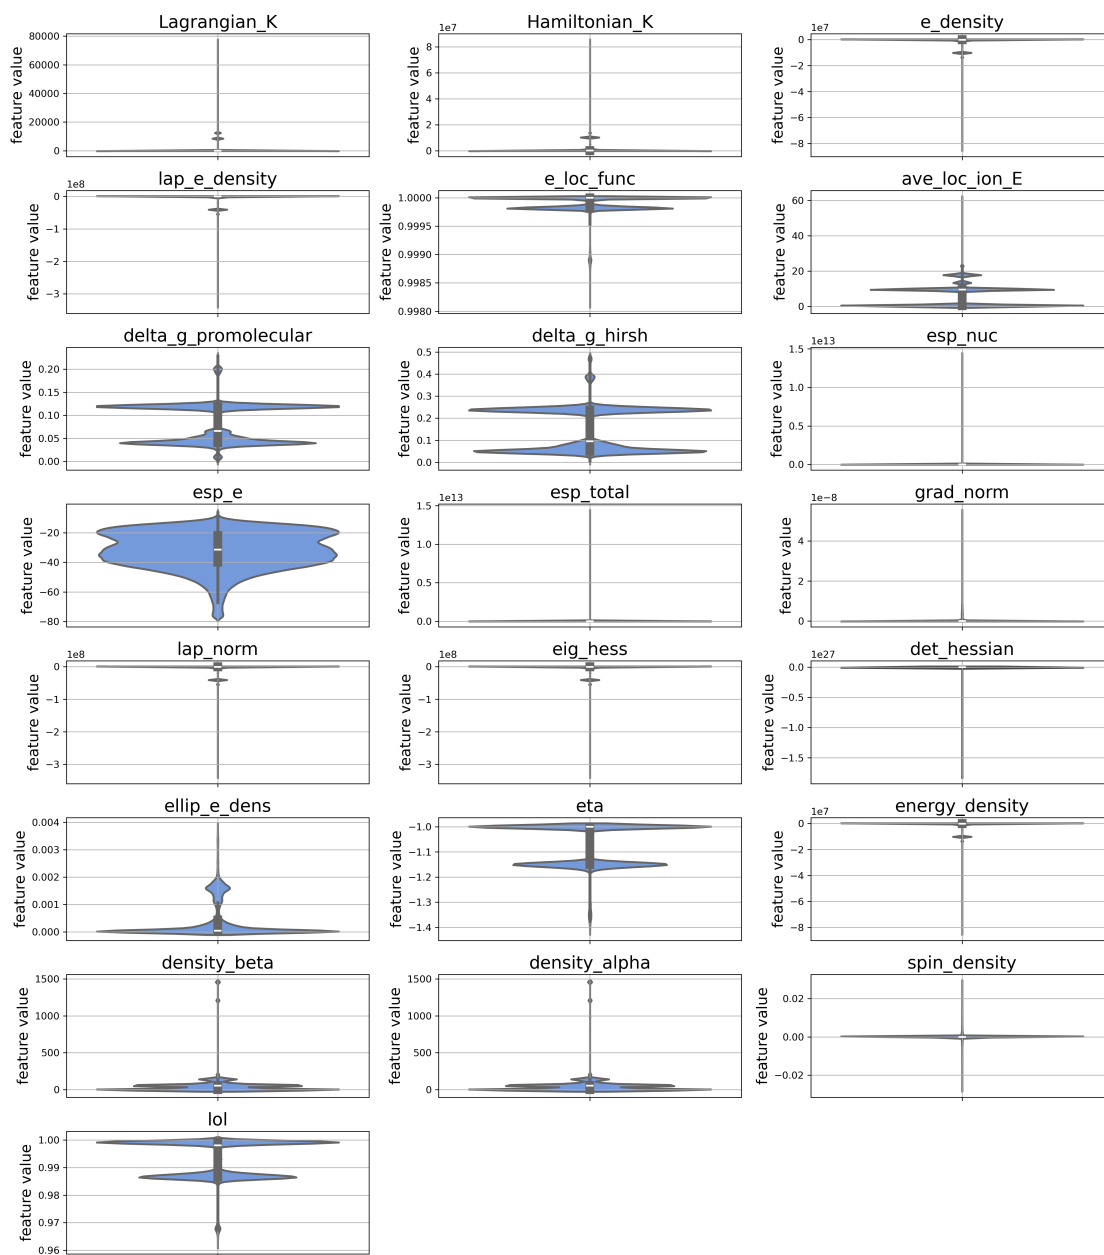 Lagrangian_K
feature value
80000
60000
40000
20000
0
Hamiltonian_K
1e7
feature value
8
6
4
2
0
e_density
1e7
feature value
0
−2
−4
−6
−8
lap_e_density
1e8
feature value
0
−1
−2
−3
e_loc_func
feature value
1.0000
0.9995
0.9990
0.9985
0.9980
ave_loc_ion_E
feature value
60
40
20
0
delta_g_promolecular
feature value
0.20
0.15
0.10
0.05
0.00
delta_g_hirsh
feature value
0.5
0.4
0.3
0.2
0.1
0.0
esp_nuc
1e13
feature value
1.5
1.0
0.5
0.0
esp_e
feature value
−20
−40
−60
−80
esp_total
1e13
feature value
1.5
1.0
0.5
0.0
grad_norm
1e−8
feature value
4
2
0
lap_norm
1e8
feature value
0
−1
−2
−3
eig_hess
1e8
feature value
0
−1
−2
−3
det_hessian
1e27
feature value
0.0
−0.5
−1.0
−1.5
ellip_e_dens
feature value
0.004
0.003
0.002
0.001
0.000
eta
feature value
−1.0
−1.1
−1.2
−1.3
−1.4
energy_density
1e7
feature value
0
−2
−4
−6
−8
density_beta
feature value
1500
1000
500
0
density_alpha
feature value
1500
1000
500
0
spin_density
feature value
0.02
0.00
−0.02
lol
feature value
1.00
0.99
0.98
0.97
0.96